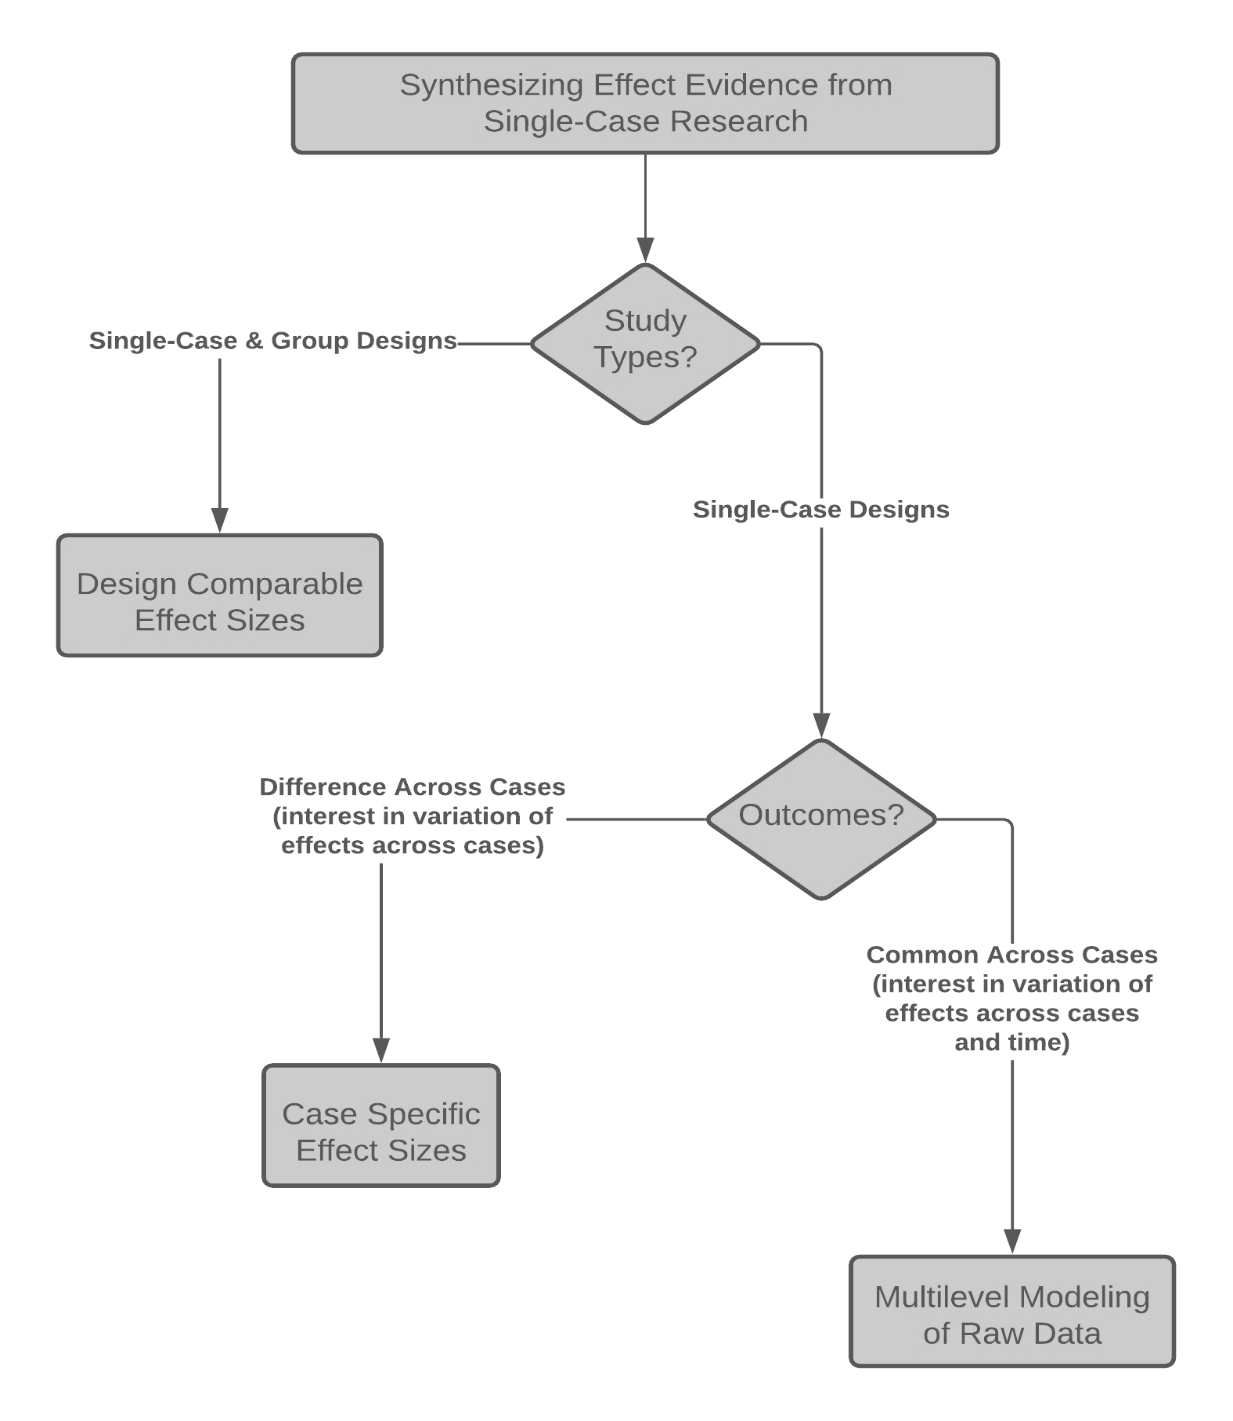 Synthesizing Effect Evidence from
Single-Case Research
Study
Types?
Single-Case & Group Designs
Single-Case Designs
Design Comparable
Effect Sizes
Outcomes?
Difference Across Cases
(interest in variation of
effects across cases)
Common Across Cases
(interest in variation of
effects across cases
and time)
Case Specific
Effect Sizes
Multilevel Modeling
of Raw Data